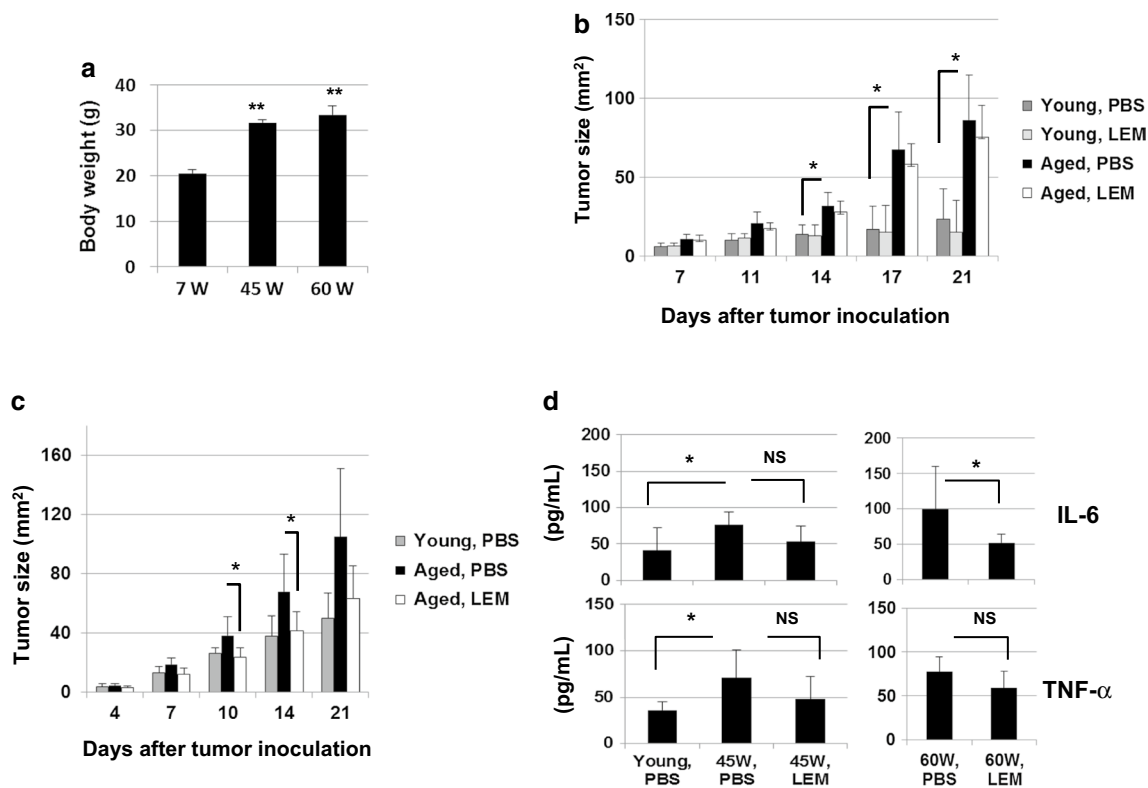 a
Body weight (g)
40
30
20
10
0
**
**
7 W
45 W
60 W
b
Tumor size (mm²)
150
100
50
0
*
*
*
7
11
14
17
21
Days after tumor inoculation
Young, PBS
Young, LEM
Aged, PBS
Aged, LEM
c
Tumor size (mm²)
160
120
80
40
0
*
*
4
7
10
14
21
Days after tumor inoculation
Young, PBS
Aged, PBS
Aged, LEM
d
(pg/mL)
200
150
100
50
0
*
NS
200
150
100
50
0
*
IL-6
(pg/mL)
150
100
50
0
*
NS
Young, PBS
45W, PBS
45W, LEM
150
100
50
0
NS
60W, PBS
60W, LEM
TNF-α